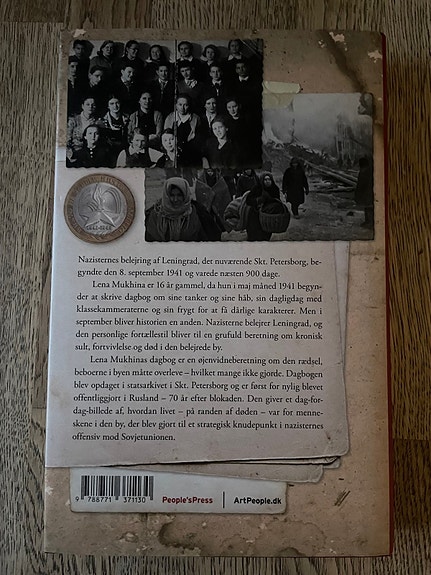 1941-1945
Nazisternes belejring af Leningrad, det nuværende Skt. Petersborg, be-
gyndte den 8. september 1941 og varede næsten 900 dage.
Lena Mukhina er 16 år gammel, da hun i maj måned 1941 begyn-
der at skrive dagbog om sine tanker og sine håb, sin dagligdag med
klassekammeraterne og sin frygt for at få dårlige karakterer. Men i
september bliver historien en anden. Nazisterne belejrer Leningrad, og
den personlige fortællestil bliver til en grufuld beretning om kronisk
sult, fortvivlelse og død i den belejrede by.
Lena Mukhinas dagbog er en øjenvidneberetning om den rædsel,
beboerne i byen måtte overleve – hvilket mange ikke gjorde. Dagbogen
blev opdaget i statsarkivet i Skt. Petersborg og er først for nylig blevet
offentliggjort i Rusland – 70 år efter blokaden. Den giver et dag-for-
dag-billede af, hvordan livet – på randen af døden – var for menne-
skene i den by, der blev gjort til et strategisk knudepunkt i nazisternes
offensiv mod Sovjetunionen.
9 788771 371130
People'sPress | ArtPeople.dk